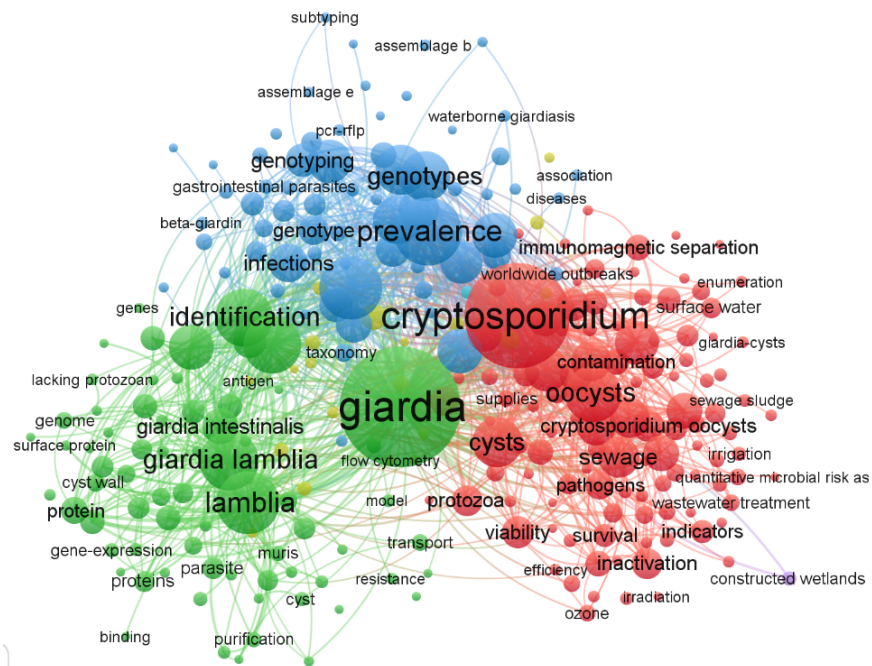 subtyping
assemblage b
assemblage e
waterborne giardiasis
pcr-rflp
genotyping
genotypes
association
gastrointestinal parasites
diseases
beta-giardin
genotype
prevalence
immunomagnetic separation
infections
worldwide outbreaks
enumeration
genes
identification
cryptosporidium
surface water
giardia-cysts
taxonomy
contamination
lacking protozoan
antigen
supplies
oocysts
sewage sludge
giardia
genome
giardia intestinalis
cryptosporidium oocysts
surface protein
cysts
irrigation
giardia lamblia
flow cytometry
sewage
cyst wall
quantitative microbial risk as
pathogens
protein
lamblia
model
protozoa
wastewater treatment
viability
survival
indicators
gene-expression
muris
transport
proteins
parasite
resistance
efficiency
inactivation
constructed wetlands
cyst
irradiation
ozone
binding
purification